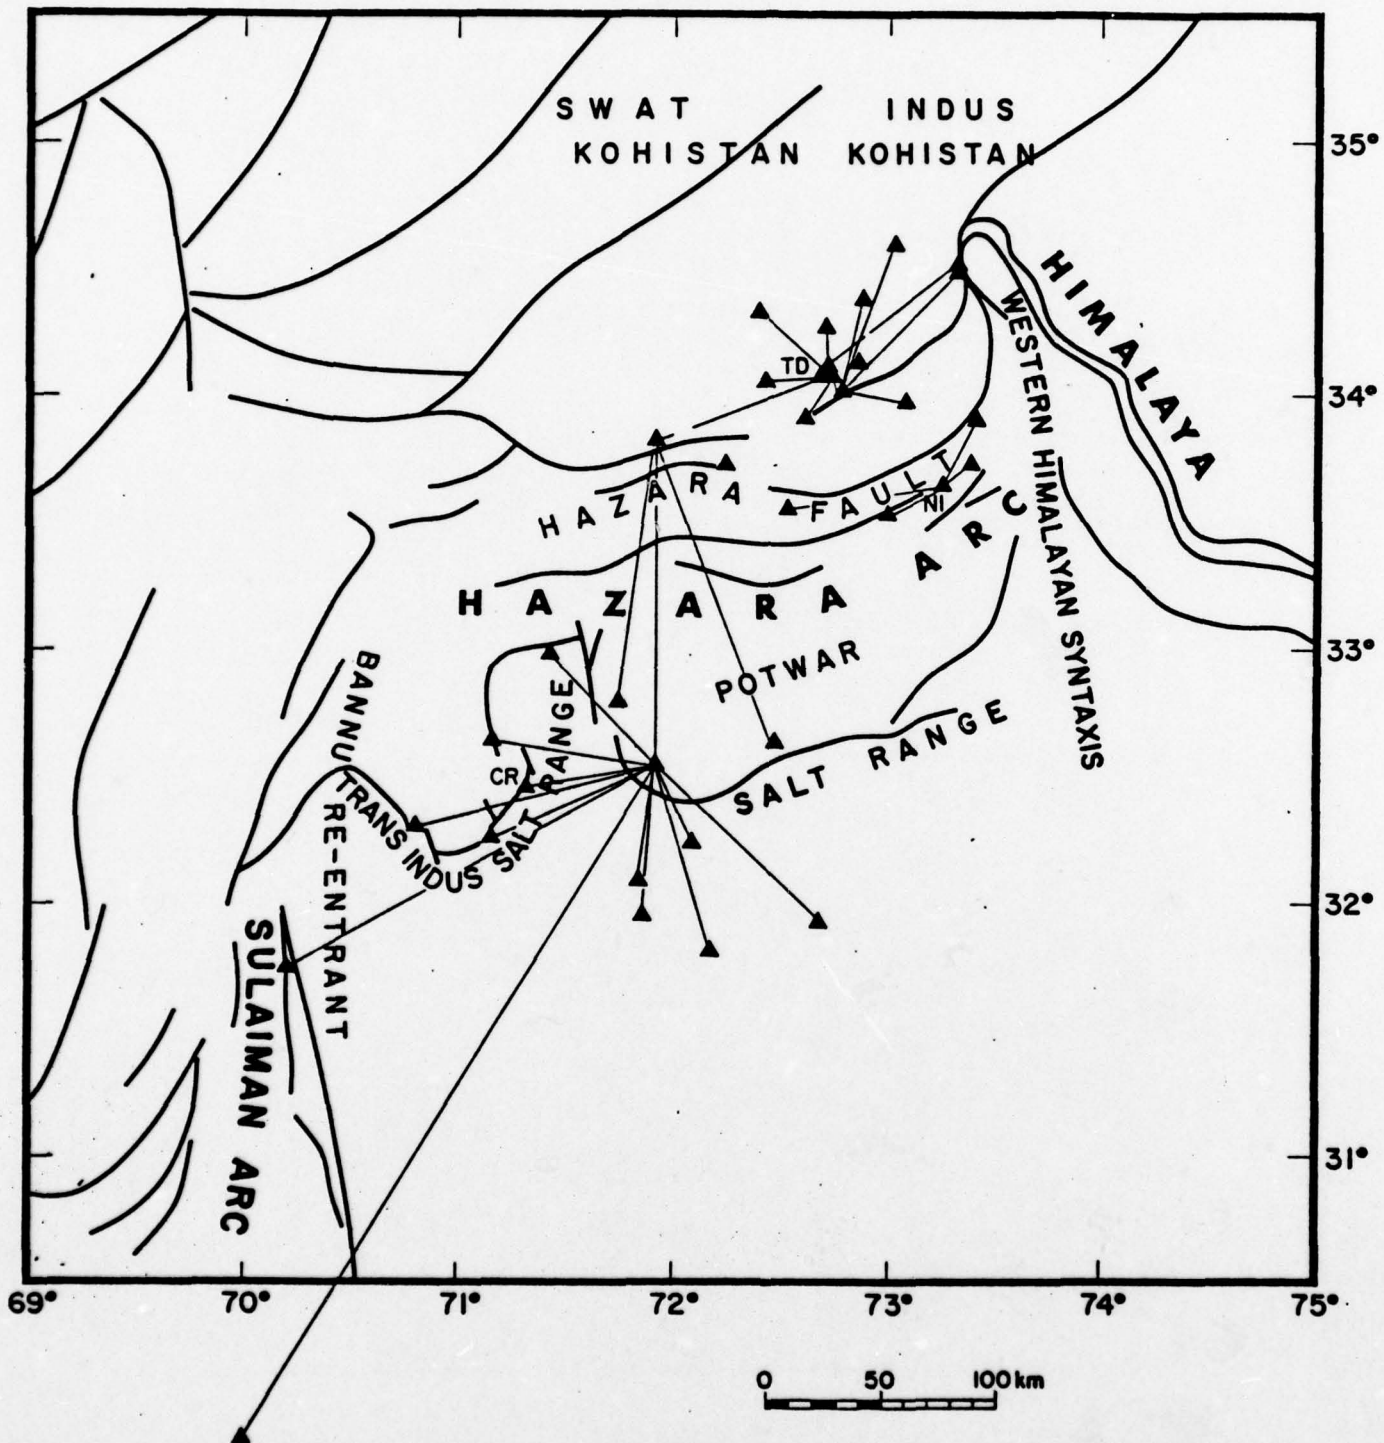 SWAT
KOHISTAN
INDUS
KOHISTAN
35°
HIMALAYA
WESTERN HIMALAYAN SYNTAXIS
TD
34°
HAZARA FAULT
NI
HAZARA ARC
33°
POTWAR
BANNU
RE-ENTRANT
CR
TRANS INDUS SALT RANGE
SALT RANGE
32°
SULAIMAN ARC
31°
69° 70° 71° 72° 73° 74° 75°
0 50 100 km